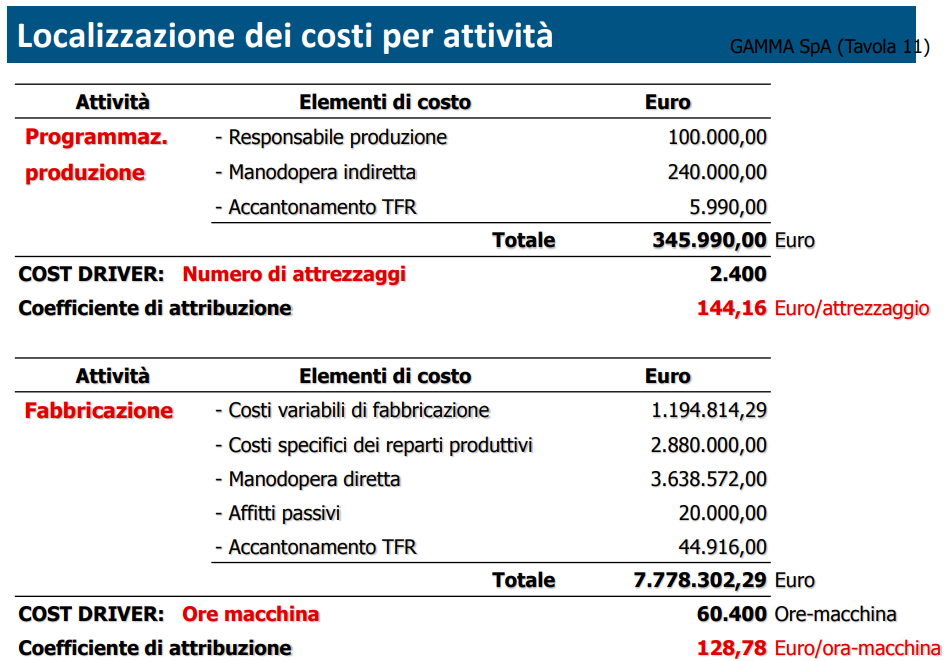 Localizzazione dei costi per attività
GAMMA SpA (Tavola 11)
Attività Elementi di costo Euro
Programmaz. - Responsabile produzione 100.000,00
produzione - Manodopera indiretta 240.000,00
- Accantonamento TFR 5.990,00
Totale 345.990,00 Euro
COST DRIVER: Numero di attrezzaggi 2.400
Coefficiente di attribuzione 144,16 Euro/attrezzaggio
Attività Elementi di costo Euro
Fabbricazione - Costi variabili di fabbricazione 1.194.814,29
- Costi specifici dei reparti produttivi 2.880.000,00
- Manodopera diretta 3.638.572,00
- Affitti passivi 20.000,00
- Accantonamento TFR 44.916,00
Totale 7.778.302,29 Euro
COST DRIVER: Ore macchina 60.400 Ore-macchina
Coefficiente di attribuzione 128,78 Euro/ora-macchina